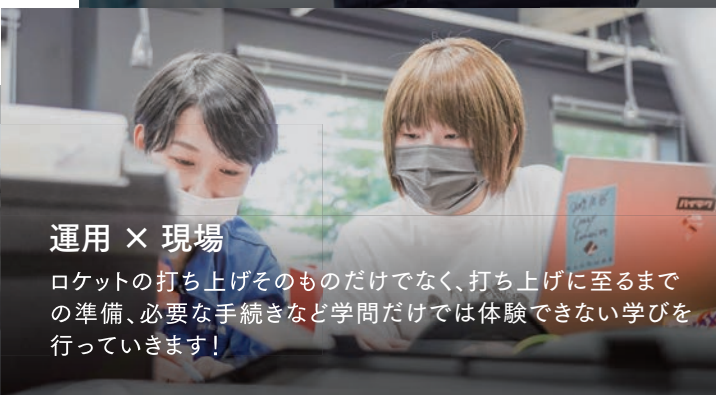 運用 × 現場
ロケットの打ち上げそのものだけでなく、打ち上げに至るまで
の準備、必要な手続きなど学問だけでは体験できない学びを
行っていきます！